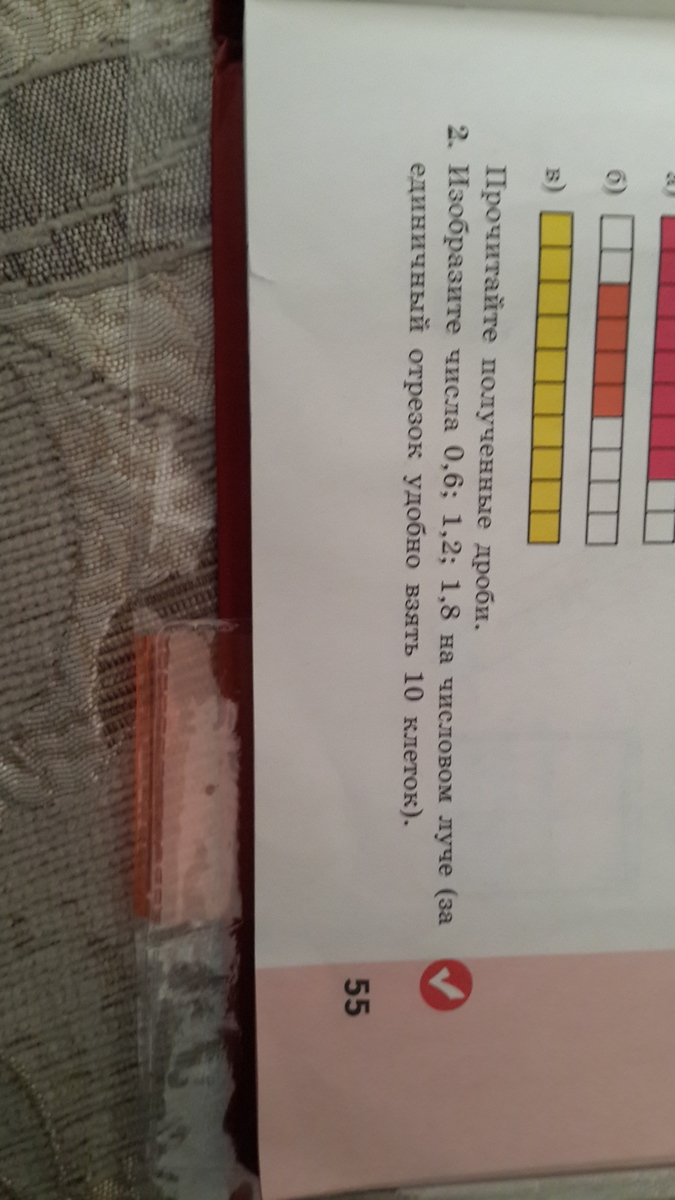 а)
б)
в)
Прочитайте полученные дроби.
2. Изобразите числа 0,6; 1,2; 1,8 на числовом луче (за
единичный отрезок удобно взять 10 клеток).
55